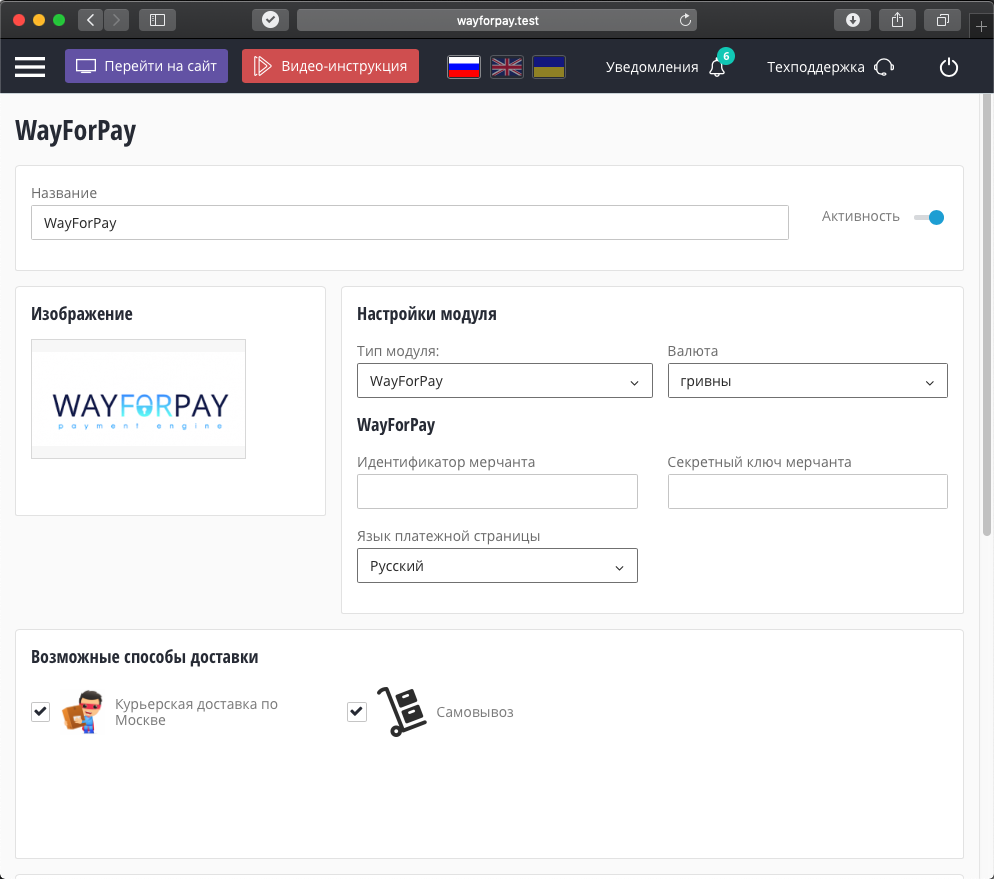 wayforpay.test
Перейти на сайт
Видео-инструкция
Уведомления
6
Техподдержка
WayForPay
Название
WayForPay
Активность
Изображение
WAYFORPAY
payment engine
Настройки модуля
Тип модуля:
Валюта
WayForPay
гривны
WayForPay
Идентификатор мерчанта
Секретный ключ мерчанта
Язык платежной страницы
Русский
Возможные способы доставки
Курьерская доставка по
Москве
Самовывоз